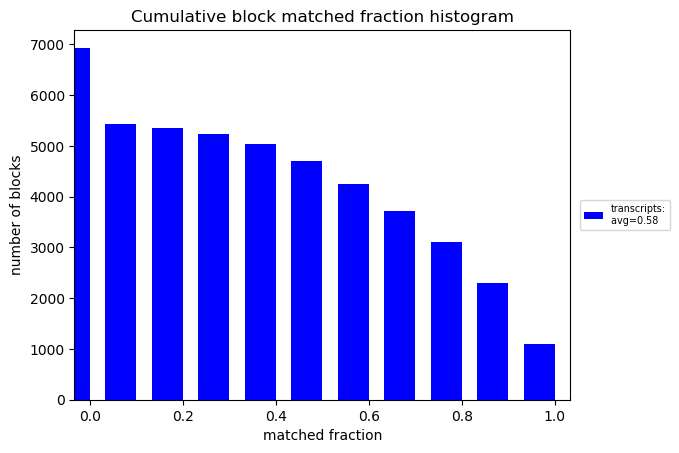 Cumulative block matched fraction histogram
number of blocks
7000
6000
5000
4000
3000
2000
1000
0
0.0 0.2 0.4 0.6 0.8 1.0
matched fraction
transcripts:
avg=0.58